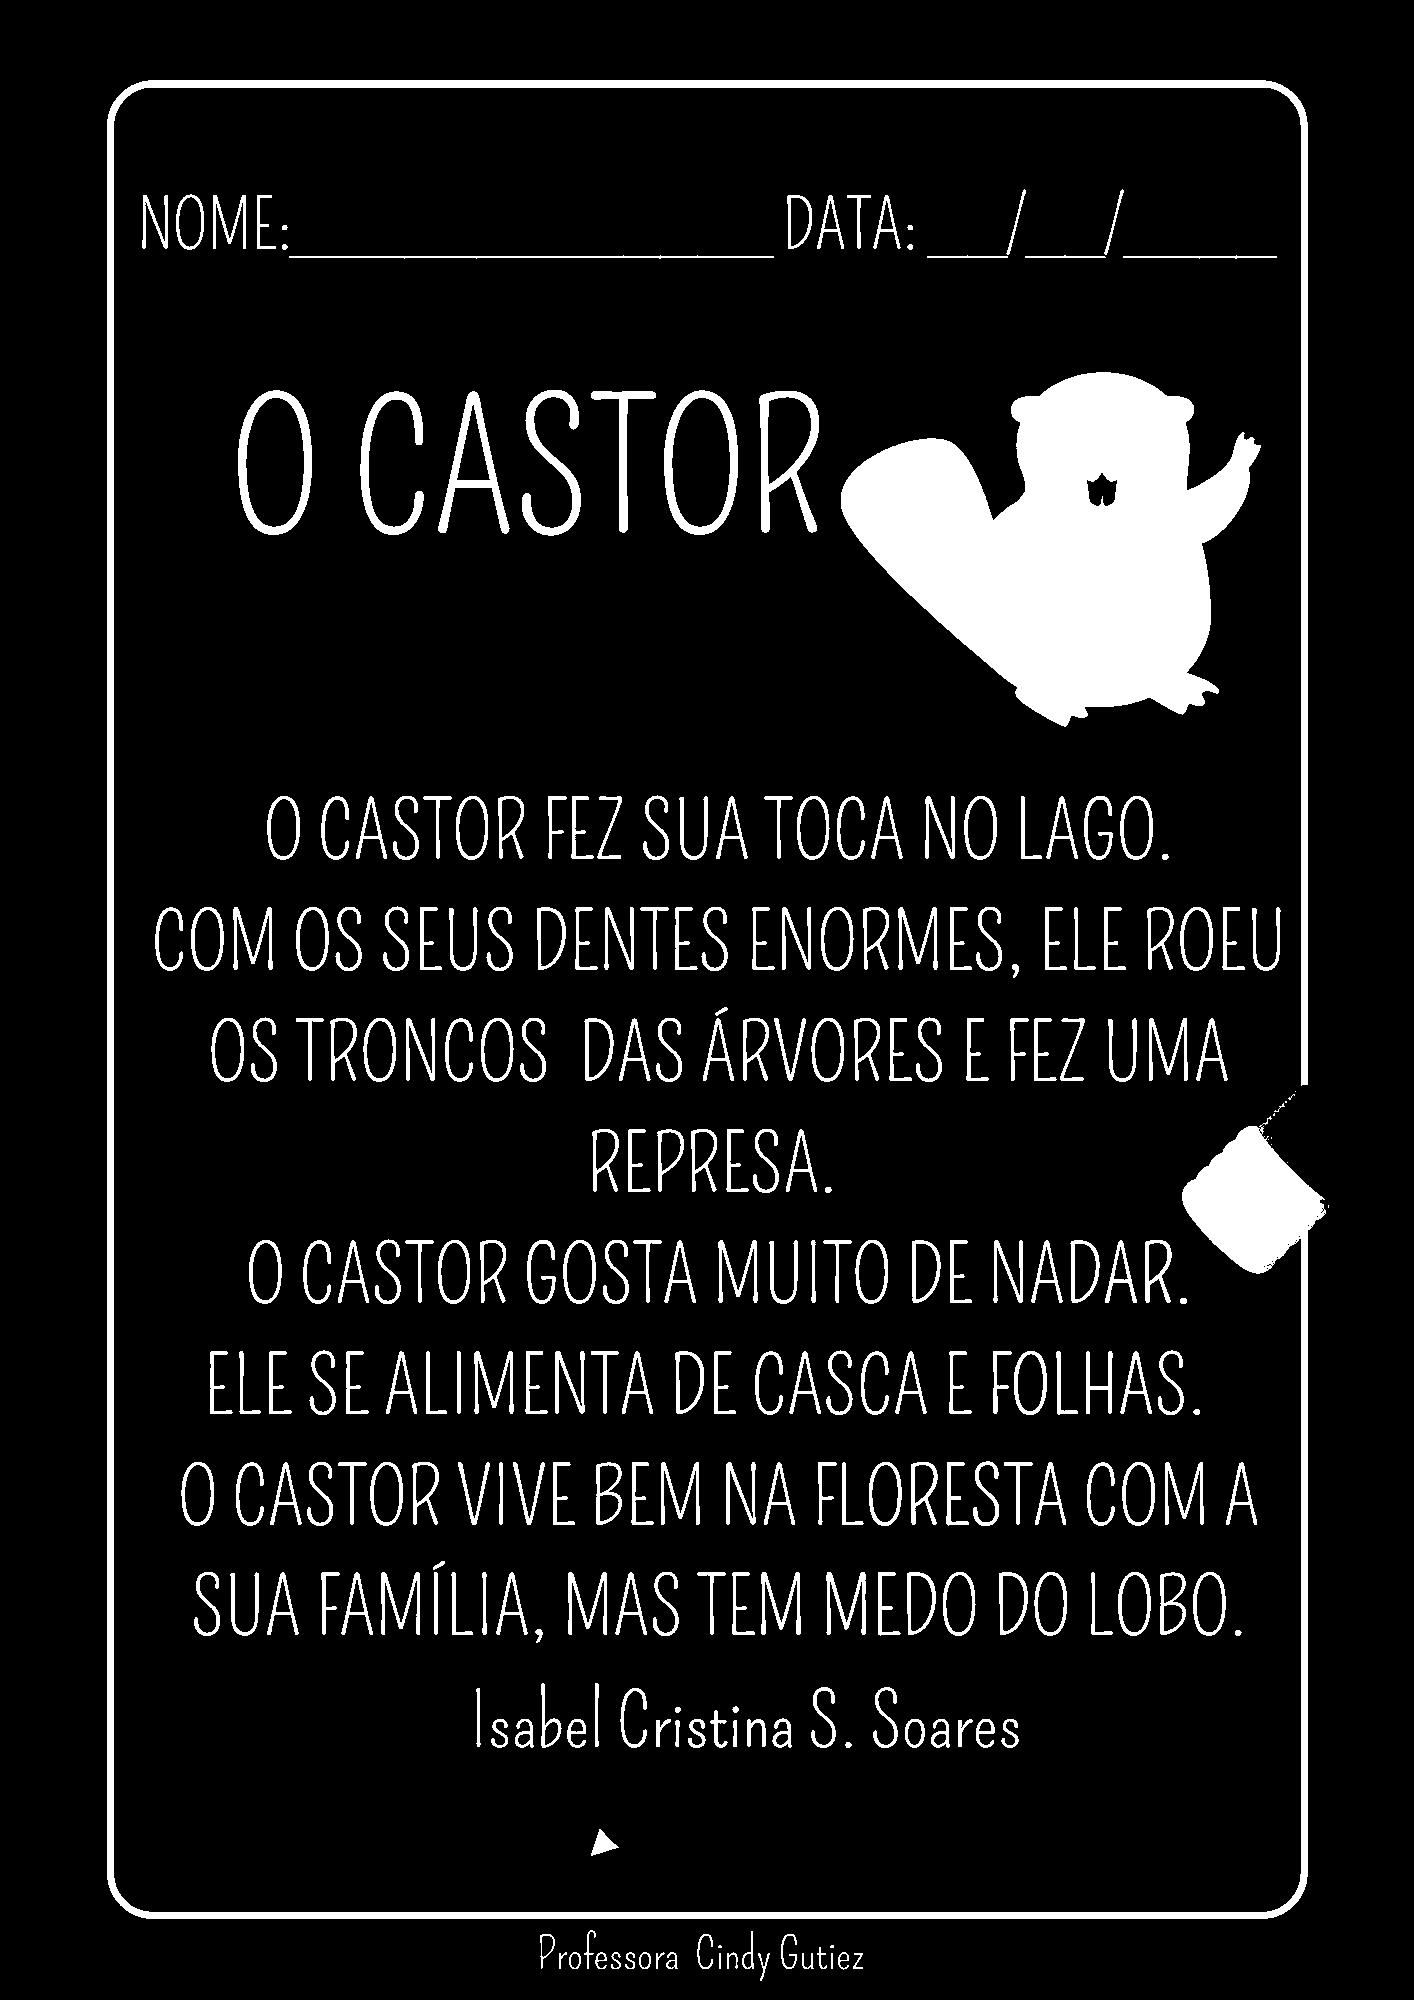 NOME:____________________ DATA: ___/___/______
O CASTOR
O CASTOR FEZ SUA TOCA NO LAGO.
COM OS SEUS DENTES ENORMES, ELE ROEU
OS TRONCOS DAS ÁRVORES E FEZ UMA
REPRESA.
O CASTOR GOSTA MUITO DE NADAR.
ELE SE ALIMENTA DE CASCA E FOLHAS.
O CASTOR VIVE BEM NA FLORESTA COM A
SUA FAMÍLIA, MAS TEM MEDO DO LOBO.
Isabel Cristina S. Soares
Professora Cindy Gutiez